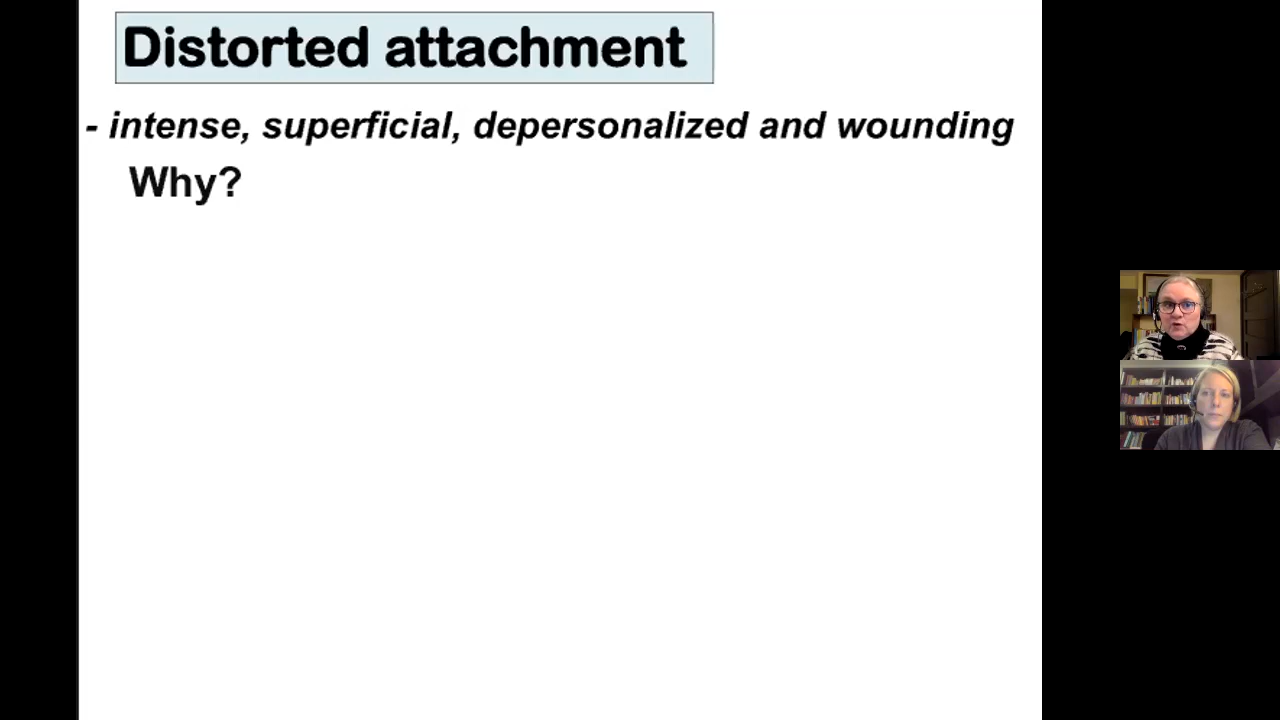 Distorted attachment
- intense, superficial, depersonalized and wounding
Why?